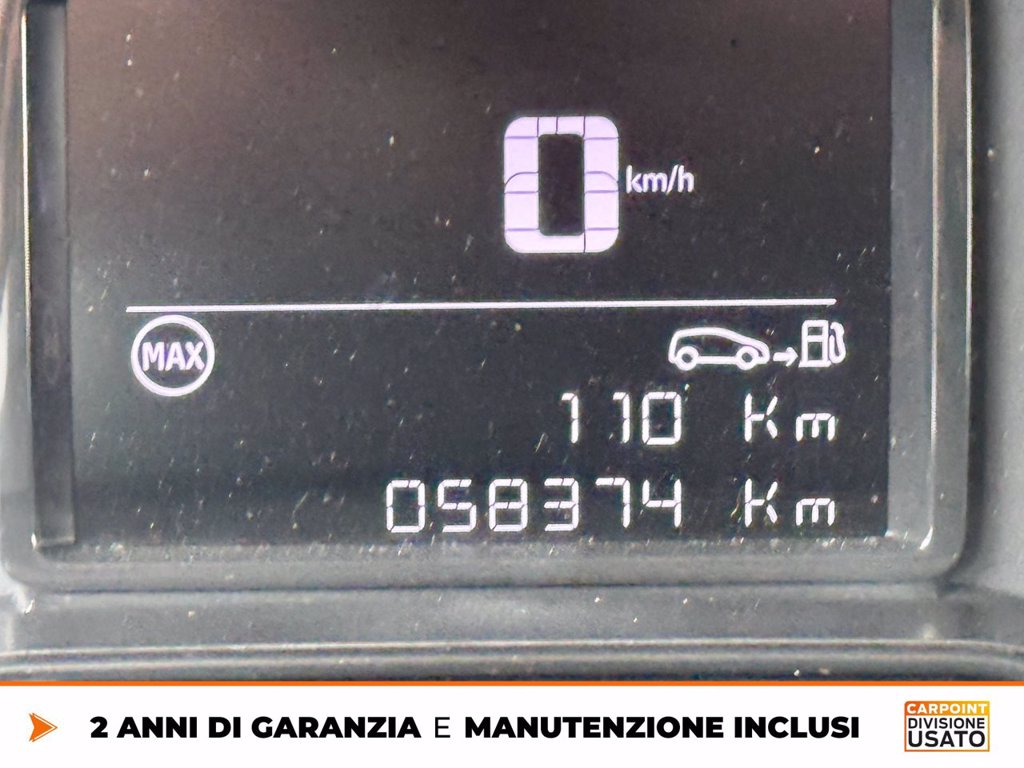 0 km/h
MAX
110 Km
058374 Km
2 ANNI DI GARANZIA E MANUTENZIONE INCLUSI
CARPOINT
DIVISIONE
USATO